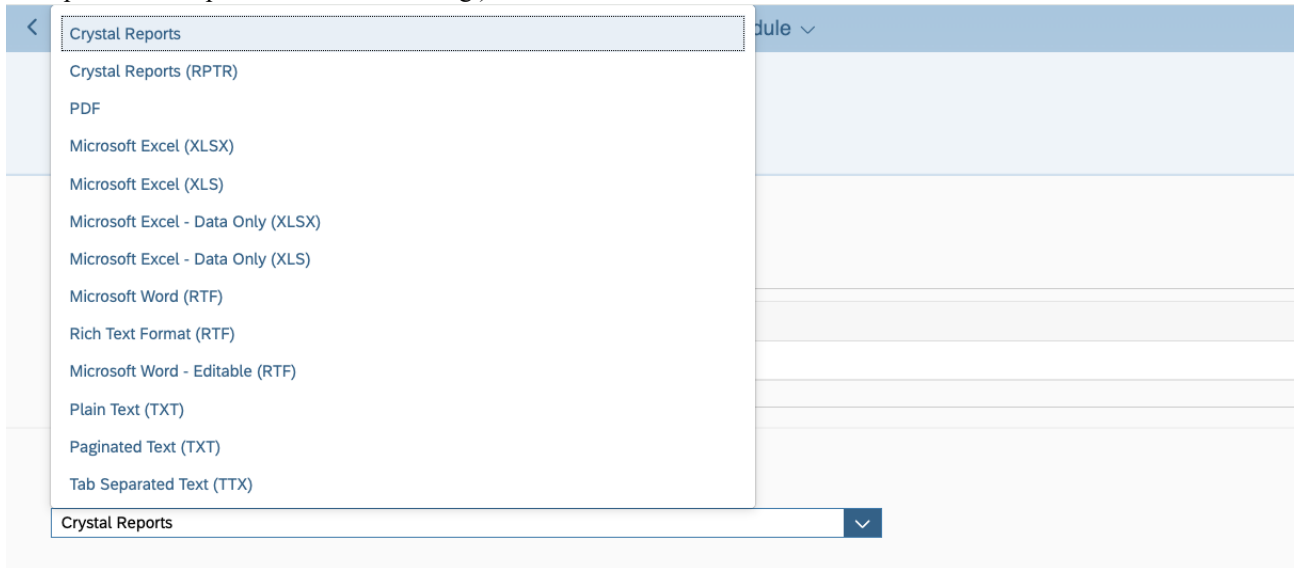 Crystal Reports
dule
Crystal Reports (RPTR)
PDF
Microsoft Excel (XLSX)
Microsoft Excel (XLS)
Microsoft Excel - Data Only (XLSX)
Microsoft Excel - Data Only (XLS)
Microsoft Word (RTF)
Rich Text Format (RTF)
Microsoft Word - Editable (RTF)
Plain Text (TXT)
Paginated Text (TXT)
Tab Separated Text (TTX)
Crystal Reports